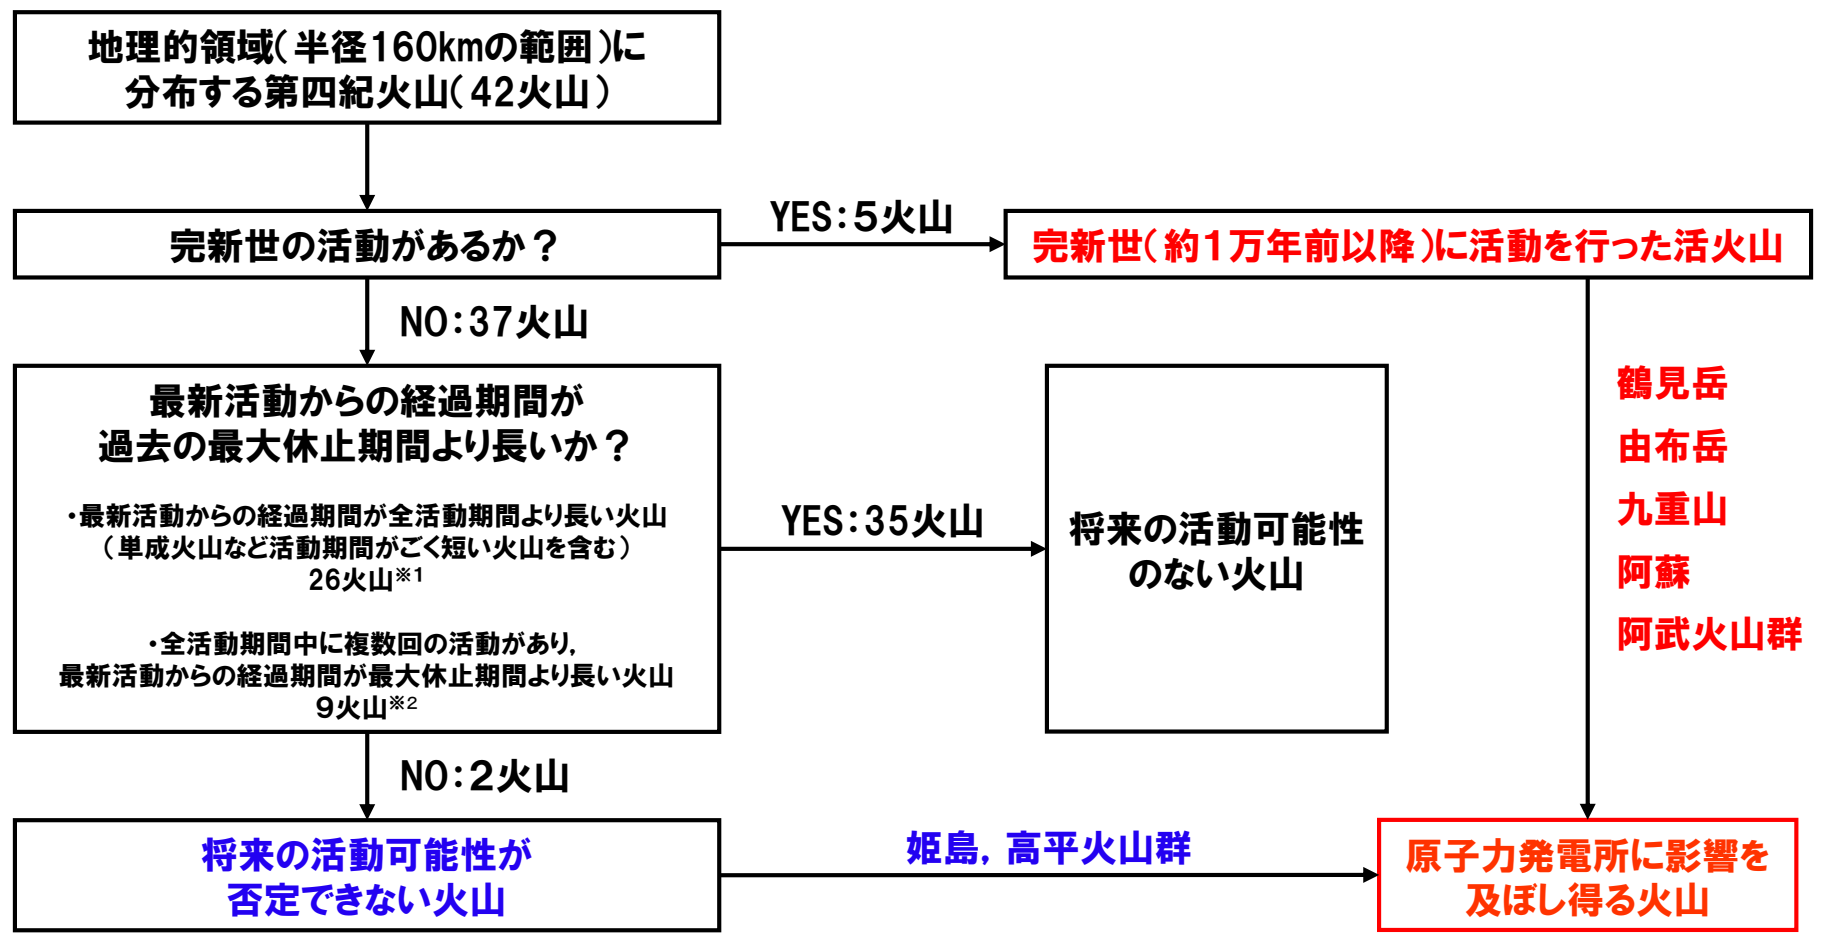 地理的領域(半径160kmの範囲)に
分布する第四紀火山(42火山)
完新世の活動があるか？
YES:5火山
完新世(約1万年前以降)に活動を行った活火山
NO:37火山
最新活動からの経過期間が
過去の最大休止期間より長いか？
・最新活動からの経過期間が全活動期間より長い火山
(単成火山など活動期間がごく短い火山を含む)
26火山※1
・全活動期間中に複数回の活動があり,
最新活動からの経過期間が最大休止期間より長い火山
9火山※2
YES:35火山
将来の活動可能性
のない火山
鶴見岳
由布岳
九重山
阿蘇
阿武火山群
NO:2火山
将来の活動可能性が
否定できない火山
姫島, 高平火山群
原子力発電所に影響を
及ぼし得る火山